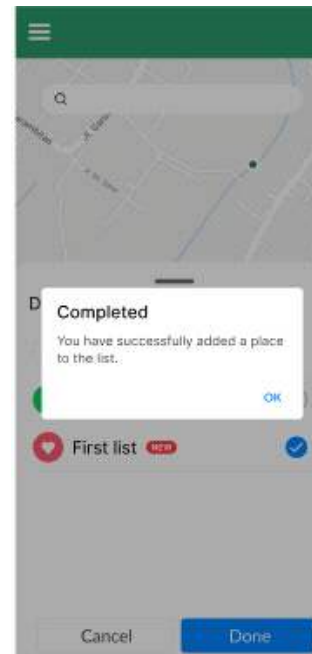 D
Completed
You have successfully added a place
to the list.
OK
First list NEW
Cancel
Done